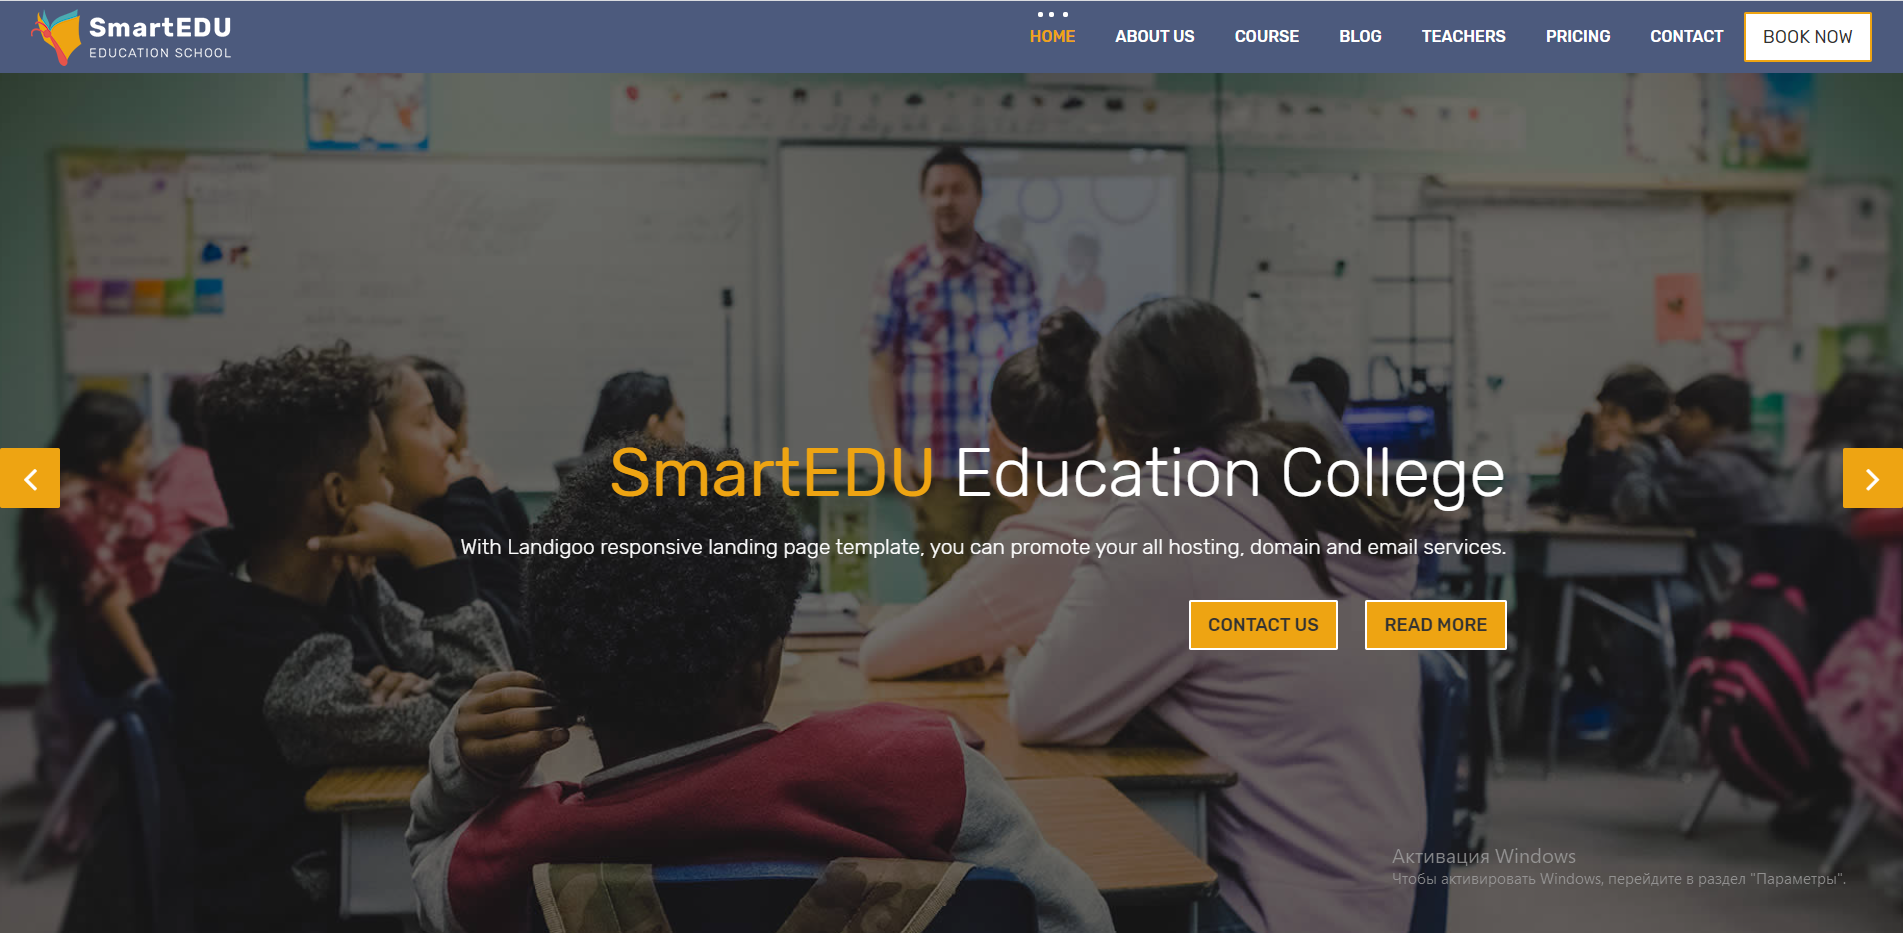 SmartEDU
EDUCATION SCHOOL
HOME ABOUT US COURSE BLOG TEACHERS PRICING CONTACT BOOK NOW
SmartEDU Education College
With Landigoo responsive landing page template, you can promote your all hosting, domain and email services.
CONTACT US READ MORE
Активация Windows
Чтобы активировать Windows, перейдите в раздел "Параметры".